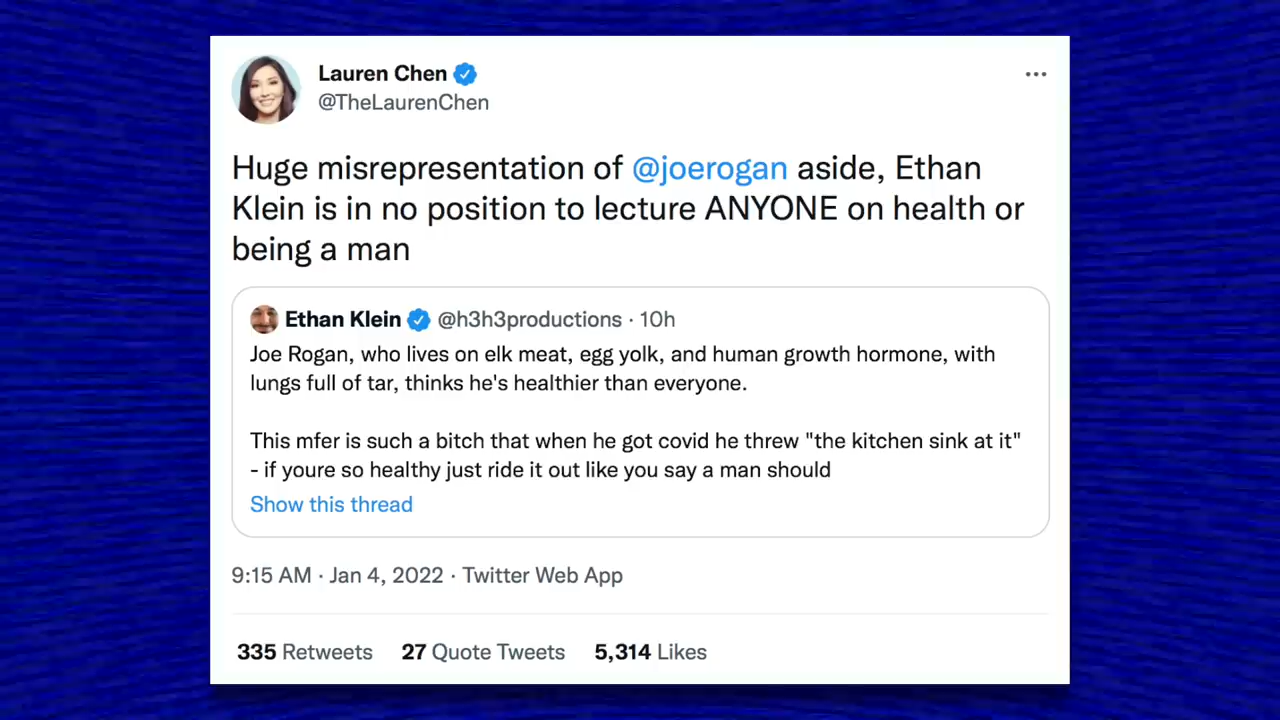 Lauren Chen
@TheLaurenChen
Huge misrepresentation of @joerogan aside, Ethan
Klein is in no position to lecture ANYONE on health or
being a man
Ethan Klein @h3h3productions · 10h
Joe Rogan, who lives on elk meat, egg yolk, and human growth hormone, with
lungs full of tar, thinks he's healthier than everyone.
This mfer is such a bitch that when he got covid he threw "the kitchen sink at it"
- if youre so healthy just ride it out like you say a man should
Show this thread
9:15 AM · Jan 4, 2022 · Twitter Web App
335 Retweets 27 Quote Tweets 5,314 Likes